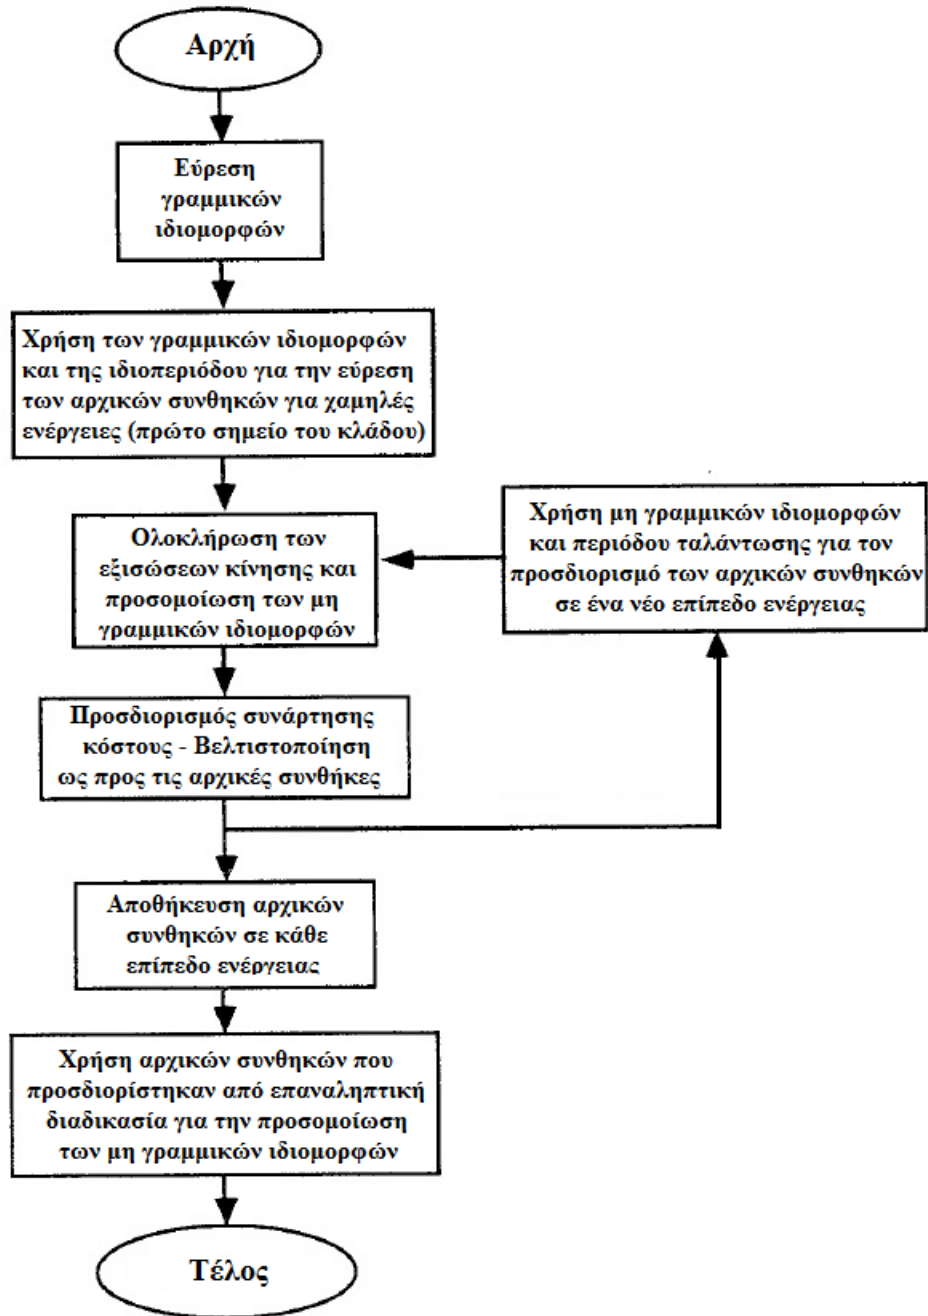 Αρχή
Εύρεση
γραμμικών
ιδιομορφών
Χρήση των γραμμικών ιδιομορφών
και της ιδιοπεριόδου για την εύρεση
των αρχικών συνθηκών για χαμηλές
ενέργειες (πρώτο σημείο του κλάδου)
Ολοκλήρωση των
εξισώσεων κίνησης και
προσομοίωση των μη
γραμμικών ιδιομορφών
Χρήση μη γραμμικών ιδιομορφών
και περιόδου ταλάντωσης για τον
προσδιορισμό των αρχικών συνθηκών
σε ένα νέο επίπεδο ενέργειας
Προσδιορισμός συνάρτησης
κόστους - Βελτιστοποίηση
ως προς τις αρχικές συνθήκες
Αποθήκευση αρχικών
συνθηκών σε κάθε
επίπεδο ενέργειας
Χρήση αρχικών συνθηκών που
προσδιορίστηκαν από επαναληπτική
διαδικασία για την προσομοίωση
των μη γραμμικών ιδιομορφών
Τέλος